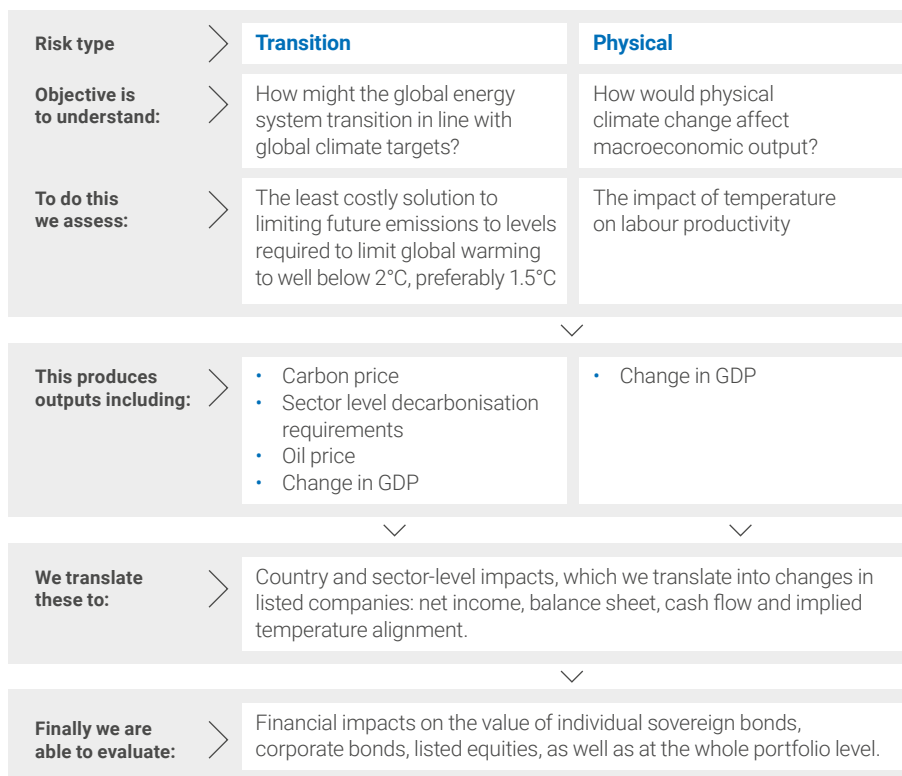 Risk type
Transition
Physical
Objective is
to understand:
How might the global energy
system transition in line with
global climate targets?
How would physical
climate change affect
macroeconomic output?
To do this
we assess:
The least costly solution to
limiting future emissions to levels
required to limit global warming
to well below 2°C, preferably 1.5°C
The impact of temperature
on labour productivity
This produces
outputs including:
• Carbon price
• Sector level decarbonisation
requirements
• Oil price
• Change in GDP
• Change in GDP
We translate
these to:
Country and sector-level impacts, which we translate into changes in
listed companies: net income, balance sheet, cash flow and implied
temperature alignment.
Finally we are
able to evaluate:
Financial impacts on the value of individual sovereign bonds,
corporate bonds, listed equities, as well as at the whole portfolio level.